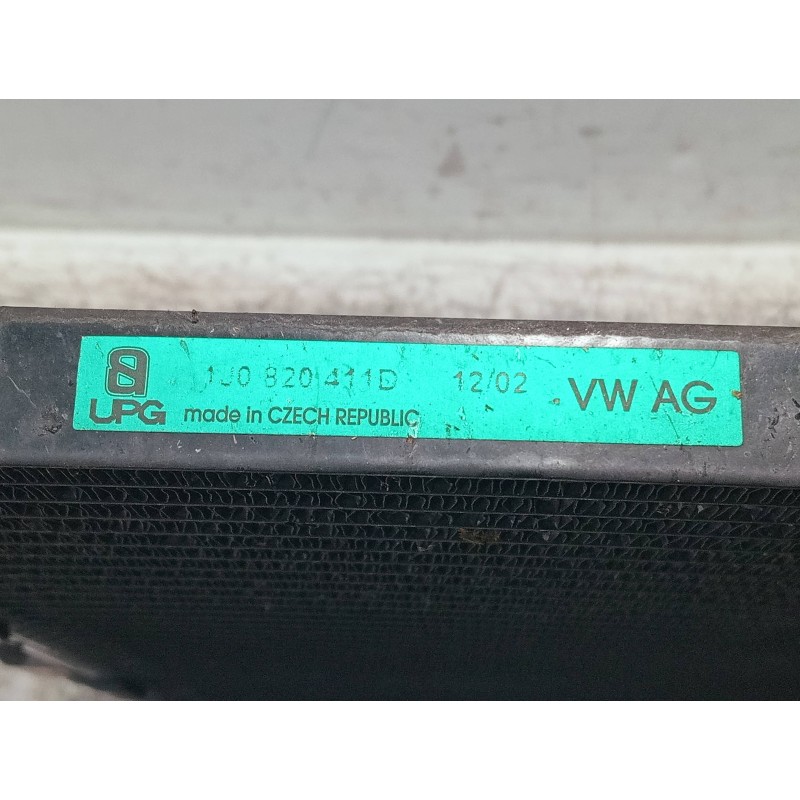 1J0 820 411D 12/02 VW AG
UPG made in CZECH REPUBLIC